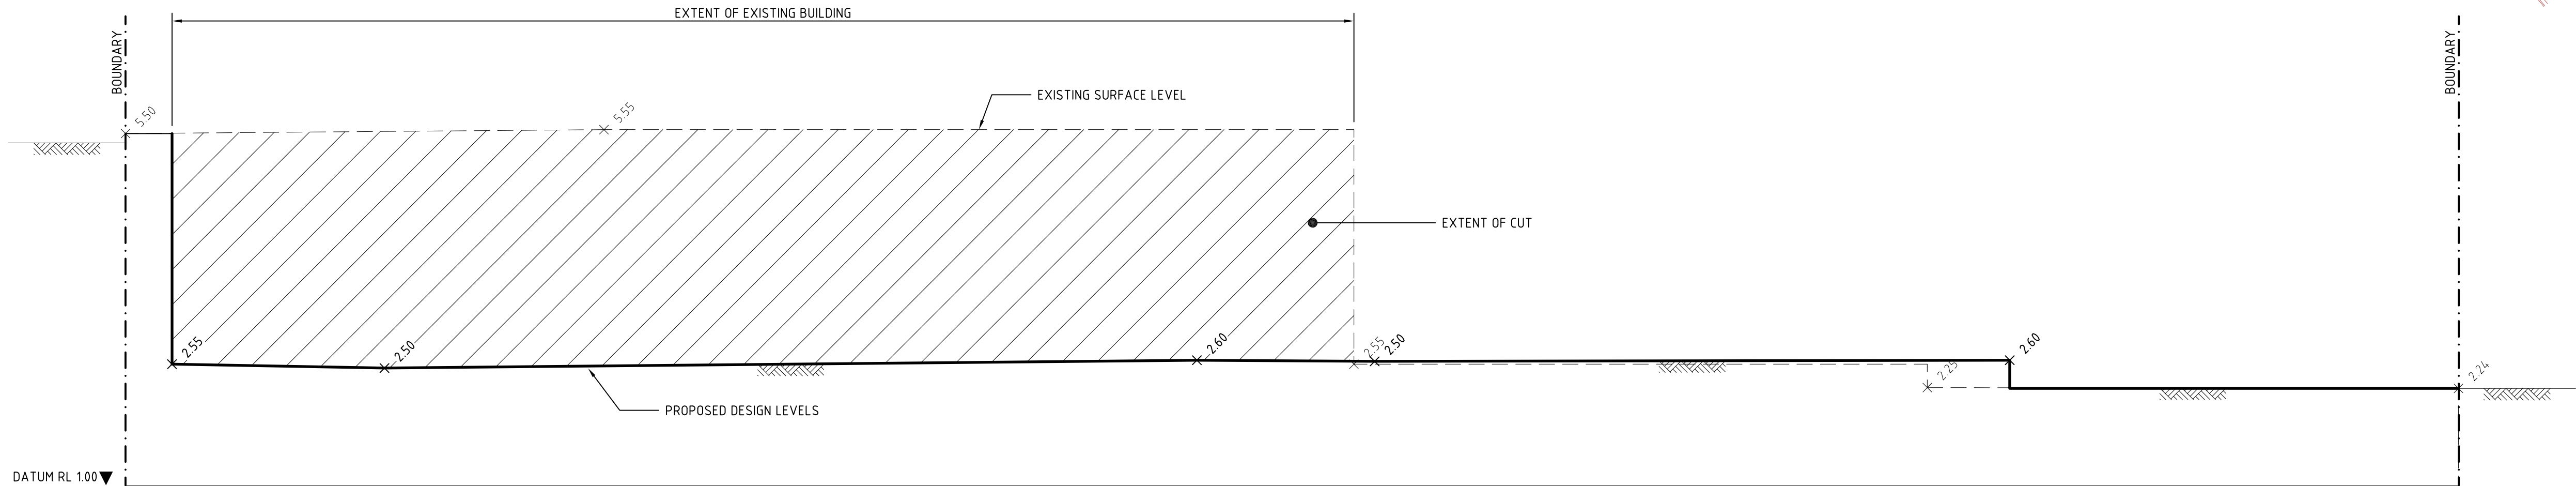 EXTENT OF EXISTING BUILDING
BOUNDARY
BOUNDARY
EXISTING SURFACE LEVEL
5.50
5.55
EXTENT OF CUT
2.55
2.50
2.60
2.55
2.50
2.60
2.25
2.24
PROPOSED DESIGN LEVELS
DATUM RL 1.00